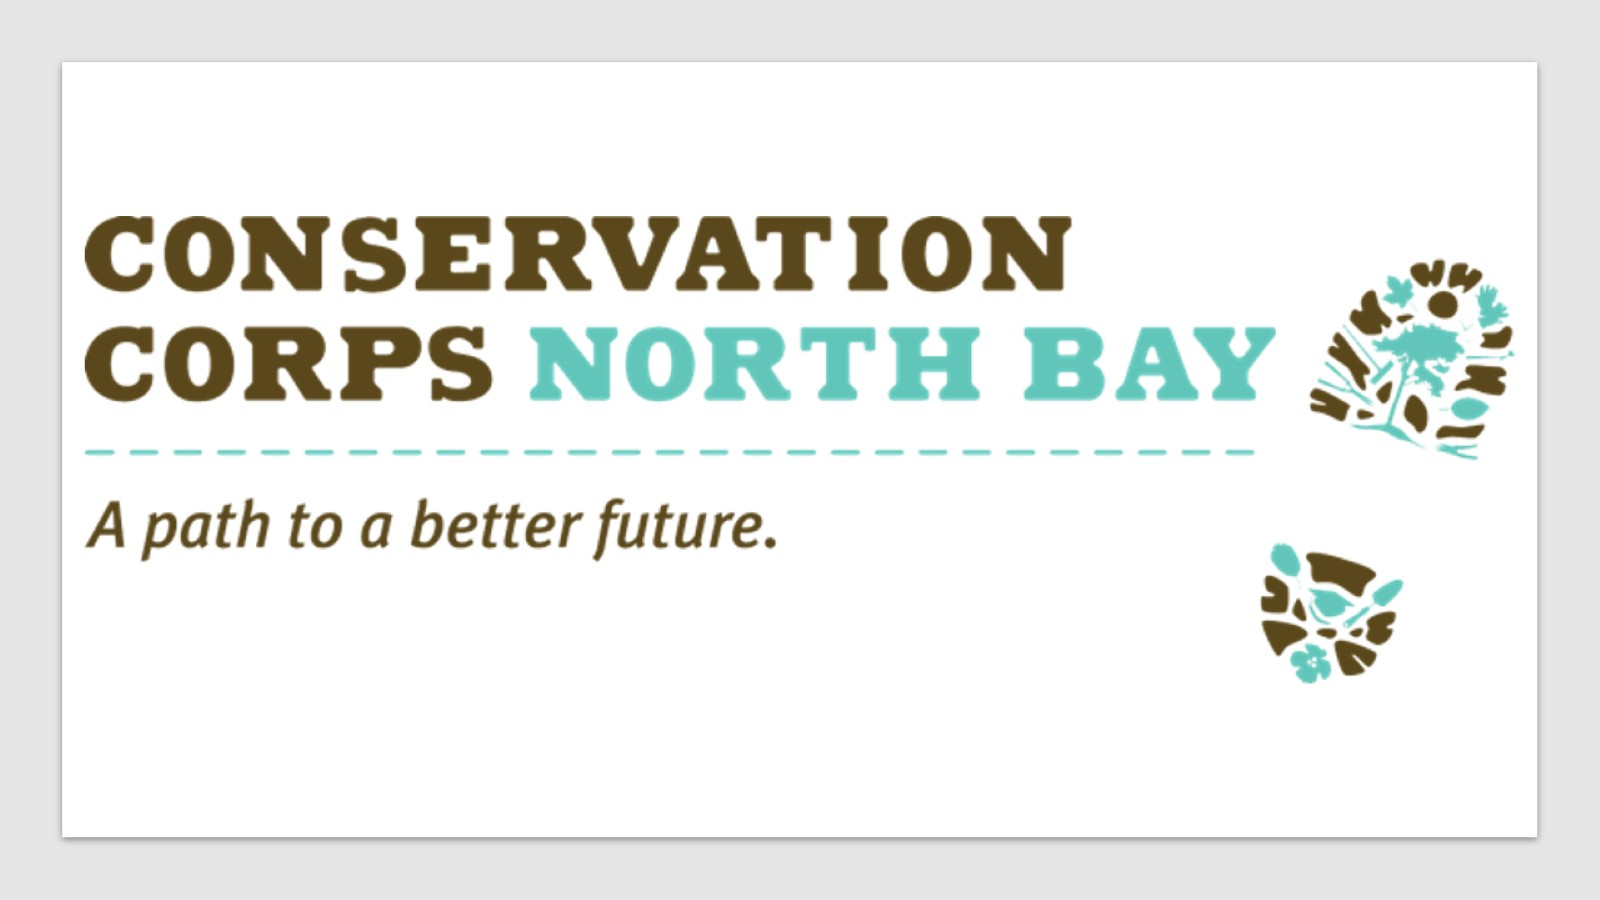 CONSERVATION
CORPS NORTH BAY
A path to a better future.